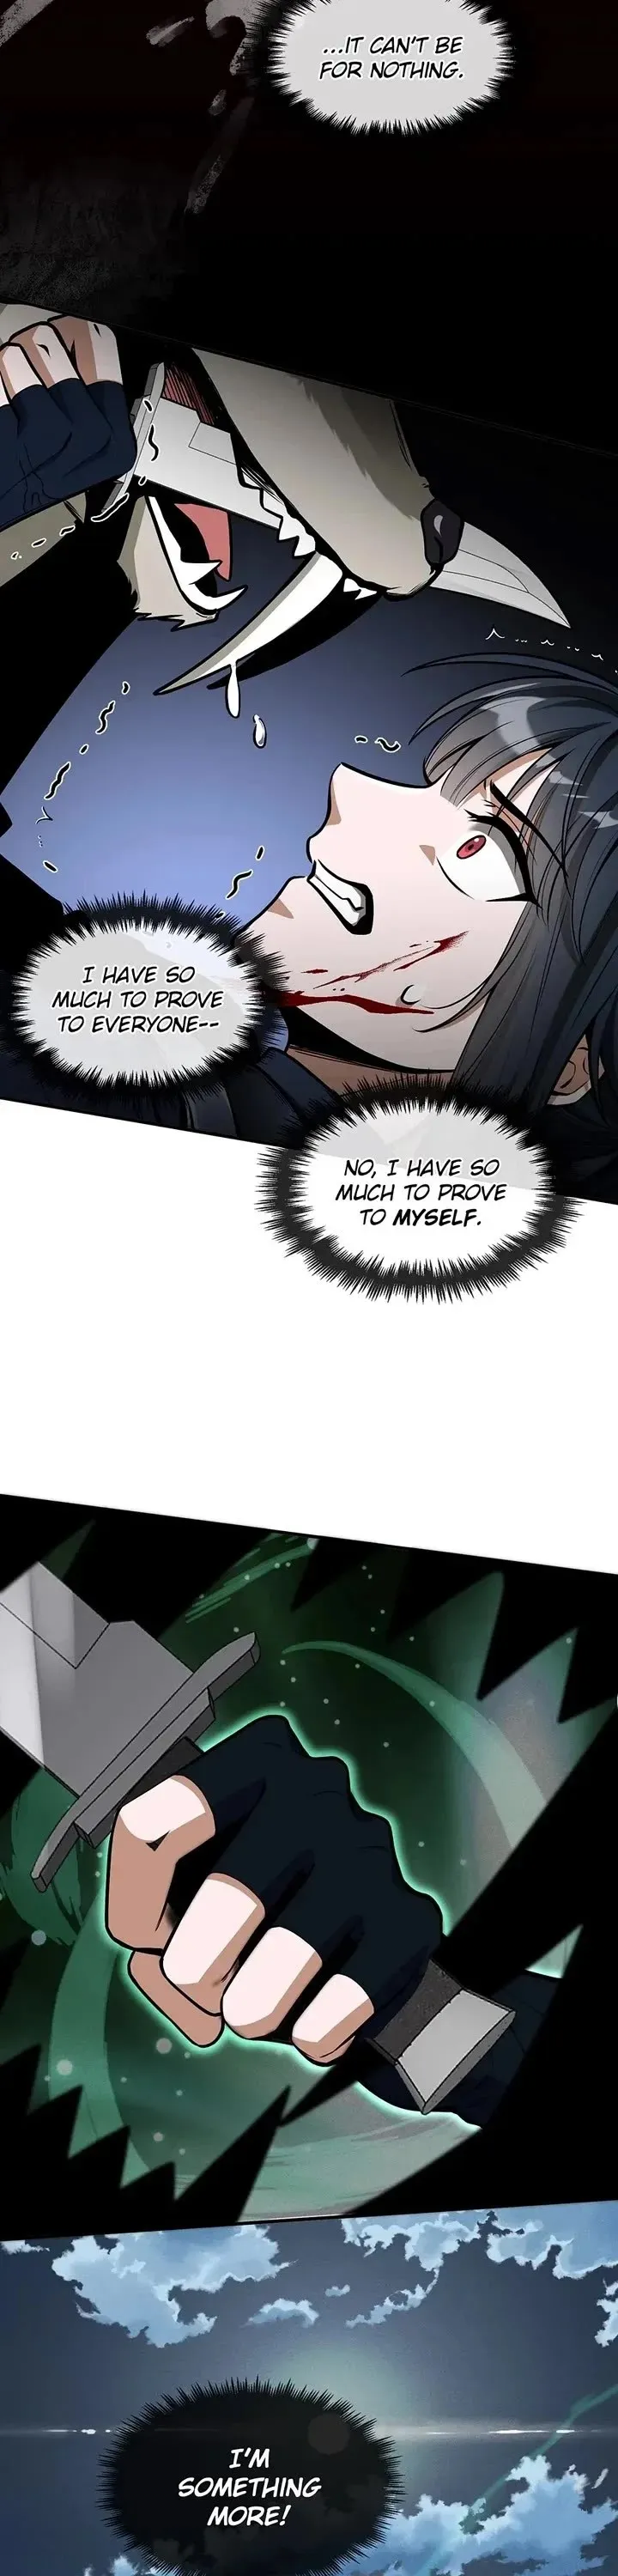 ...IT CAN'T BE
FOR NOTHING.
I HAVE SO
MUCH TO PROVE
TO EVERYONE--
NO, I HAVE SO
MUCH TO PROVE
TO MYSELF.
I'M
SOMETHING
MORE!